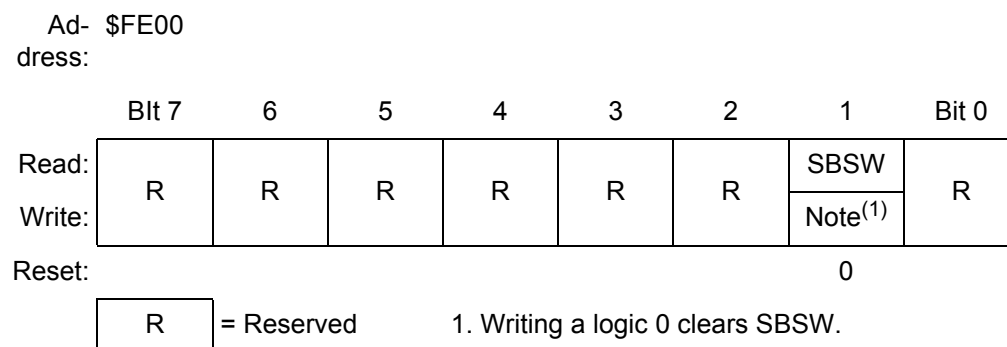 Ad- $FE00
dress:
BIt 7 6 5 4 3 2 1 Bit 0
Read: R R R R R R SBSW R
Write: Note(1)
Reset: 0
R = Reserved 1. Writing a logic 0 clears SBSW.